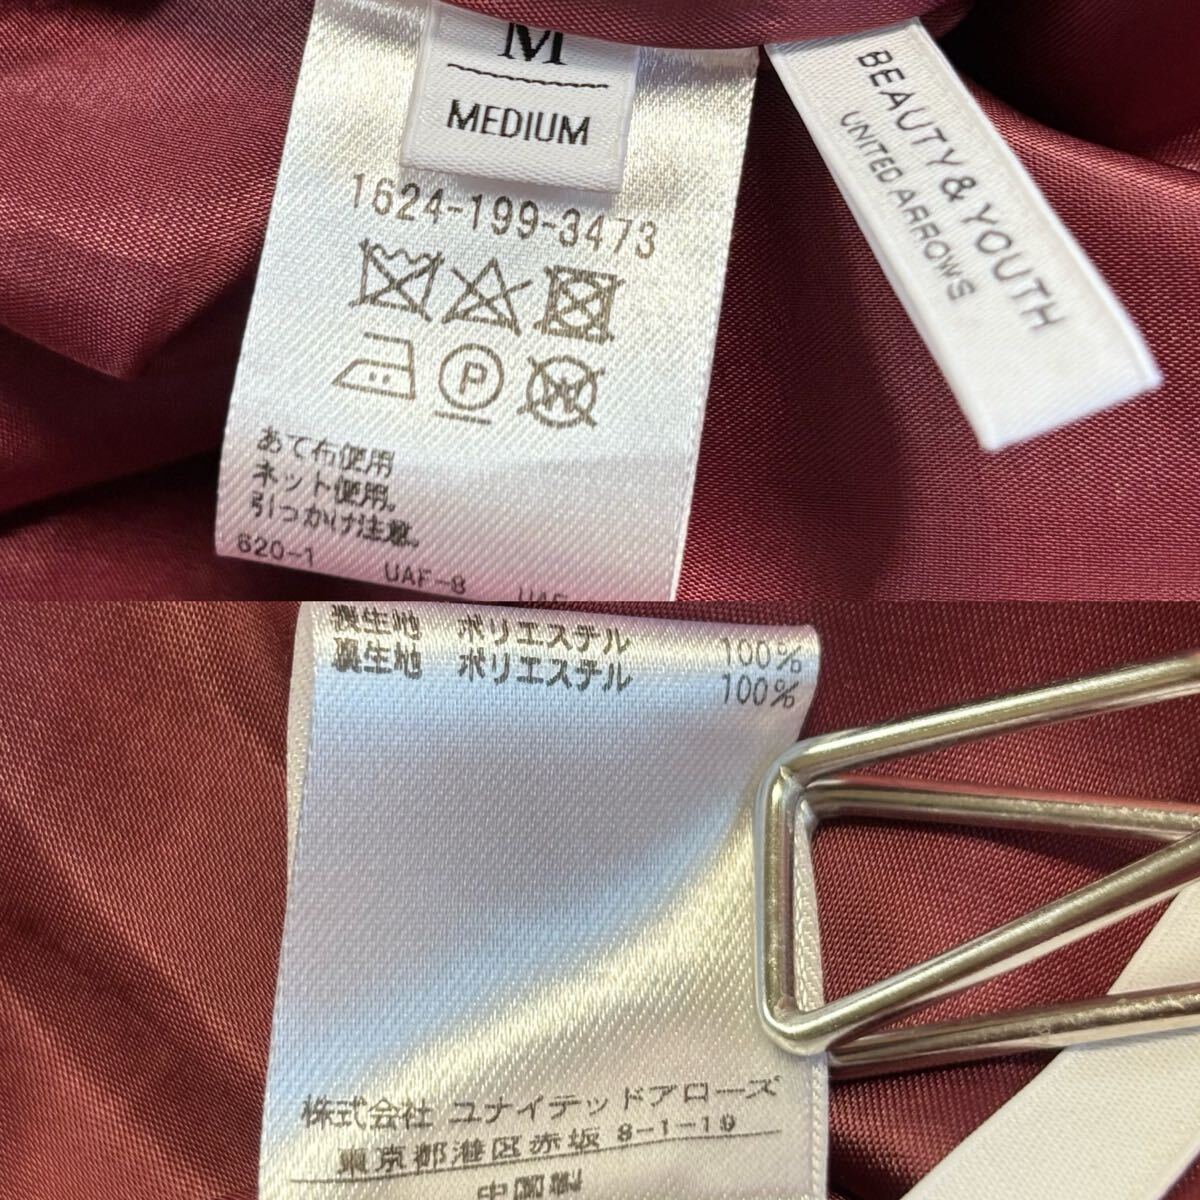 M
MEDIUM
BEAUTY & YOUTH
UNITED ARROWS
1624-199-3473
P
W
あて布使用
ネット使用。
引っかけ注意。
620-1 UAF-8
表生地 ポリエステル 100%
裏生地 ポリエステル 100%
株式会社 ユナイテッドアローズ
東京都港区赤坂 8-1-19
中国製